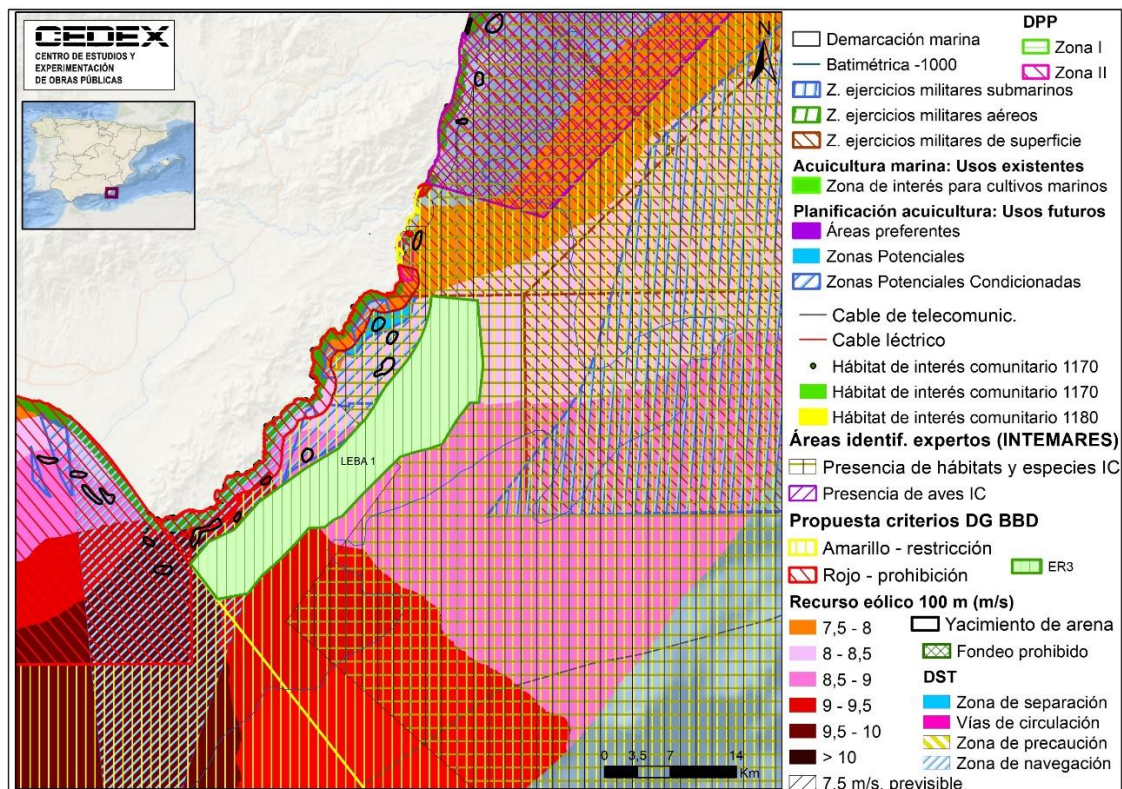 CEDEX
CENTRO DE ESTUDIOS Y
EXPERIMENTACIÓN
DE OBRAS PÚBLICAS
N
LEBA 1
0 3,5 7 14
Km
Demarcación marina
Batimétrica -1000
Z. ejercicios militares submarinos
Z. ejercicios militares aéreos
Z. ejercicios militares de superficie
DPP
Zona I
Zona II
Acuicultura marina: Usos existentes
Zona de interés para cultivos marinos
Planificación acuicultura: Usos futuros
Áreas preferentes
Zonas Potenciales
Zonas Potenciales Condicionadas
Cable de telecomunic.
Cable léctrico
Hábitat de interés comunitario 1170
Hábitat de interés comunitario 1170
Hábitat de interés comunitario 1180
Áreas identif. expertos (INTEMARES)
Presencia de hábitats y especies IC
Presencia de aves IC
Propuesta criterios DG BBD
Amarillo - restricción
Rojo - prohibición
ER3
Recurso eólico 100 m (m/s)
7,5 - 8
8 - 8,5
8,5 - 9
9 - 9,5
9,5 - 10
> 10
7,5 m/s. previsible
Yacimiento de arena
Fondeo prohibido
DST
Zona de separación
Vías de circulación
Zona de precaución
Zona de navegación